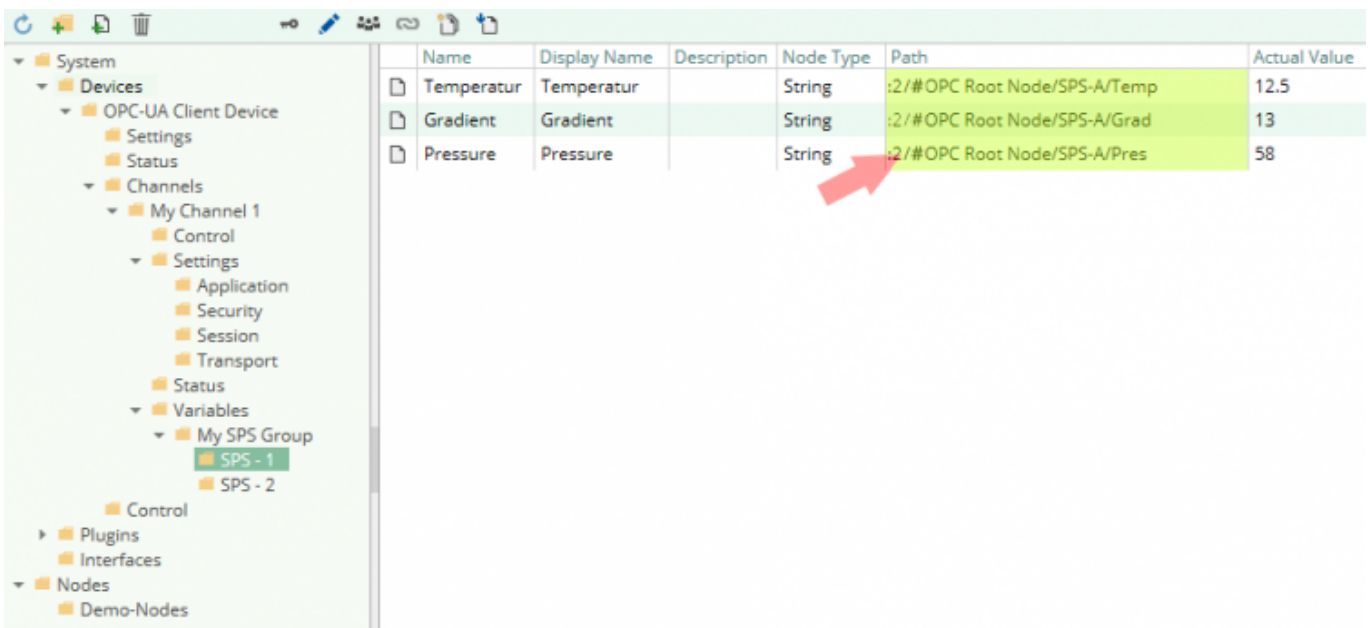 System
Devices
OPC-UA Client Device
Settings
Status
Channels
My Channel 1
Control
Settings
Application
Security
Session
Transport
Status
Variables
My SPS Group
SPS - 1
SPS - 2
Control
Plugins
Interfaces
Nodes
Demo-Nodes
Name Display Name Description Node Type Path Actual Value
Temperatur Temperatur String :2/#OPC Root Node/SPS-A/Temp 12.5
Gradient Gradient String :2/#OPC Root Node/SPS-A/Grad 13
Pressure Pressure String :2/#OPC Root Node/SPS-A/Pres 58